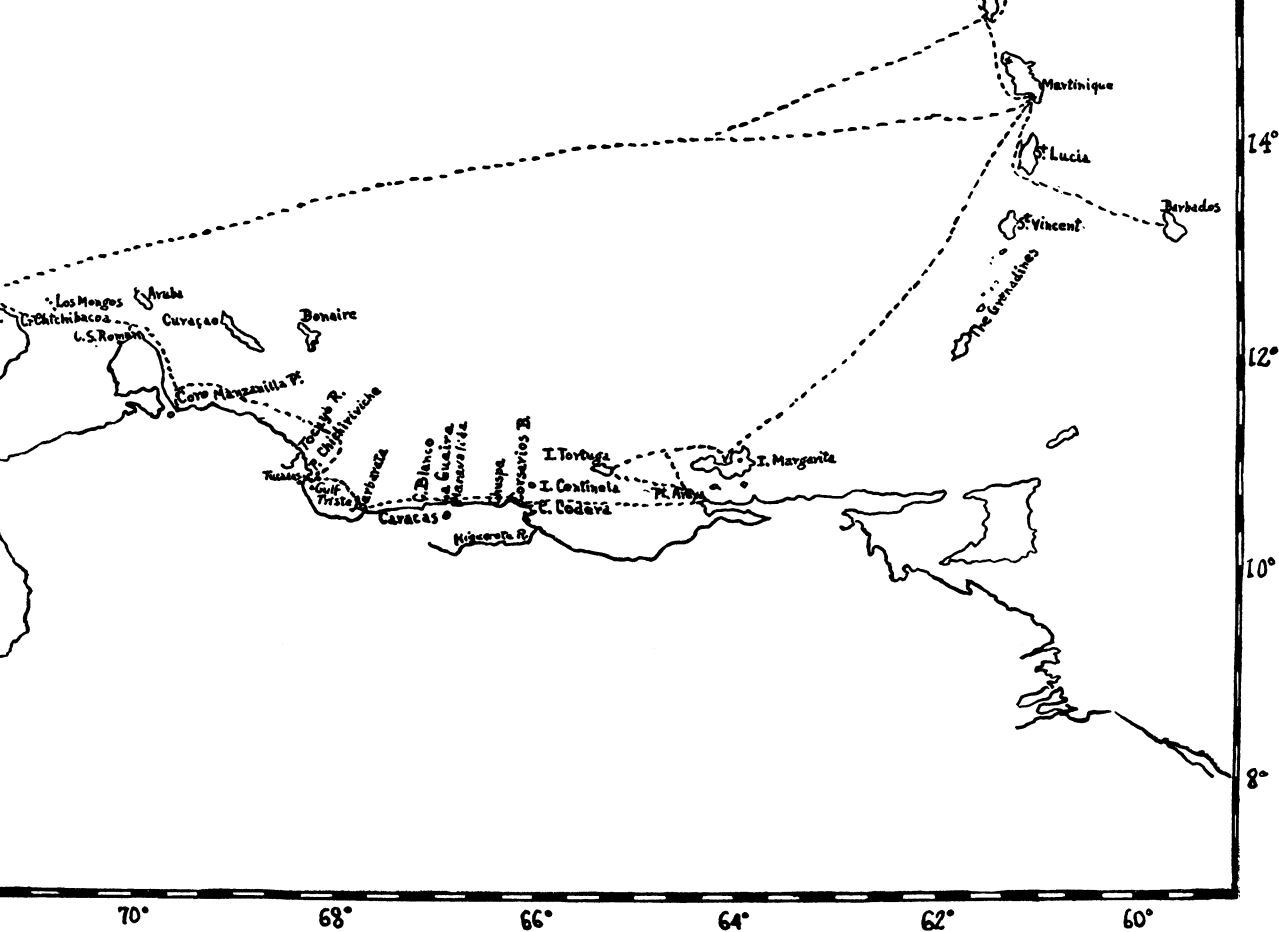 Martinique
14°
St. Lucia
Barbados
St. Vincent
The Grenadines
Los Mongos
Aruba
C. Chichibacoa
Curaçao
Bonaire
C. S. Roman
12°
Coro
Manzanilla Pt.
Tocuyo R.
P. Chichiriviche
Tucacas
Gulf
Triste
C. Blanco
La Guaira
Chuspa
Corsarios B.
I. Tortuga
I. Margarita
I. Centinela
Pt. Araya
Caracas
C. Codera
Higuerote R.
10°
8°
70°
68°
66°
64°
62°
60°